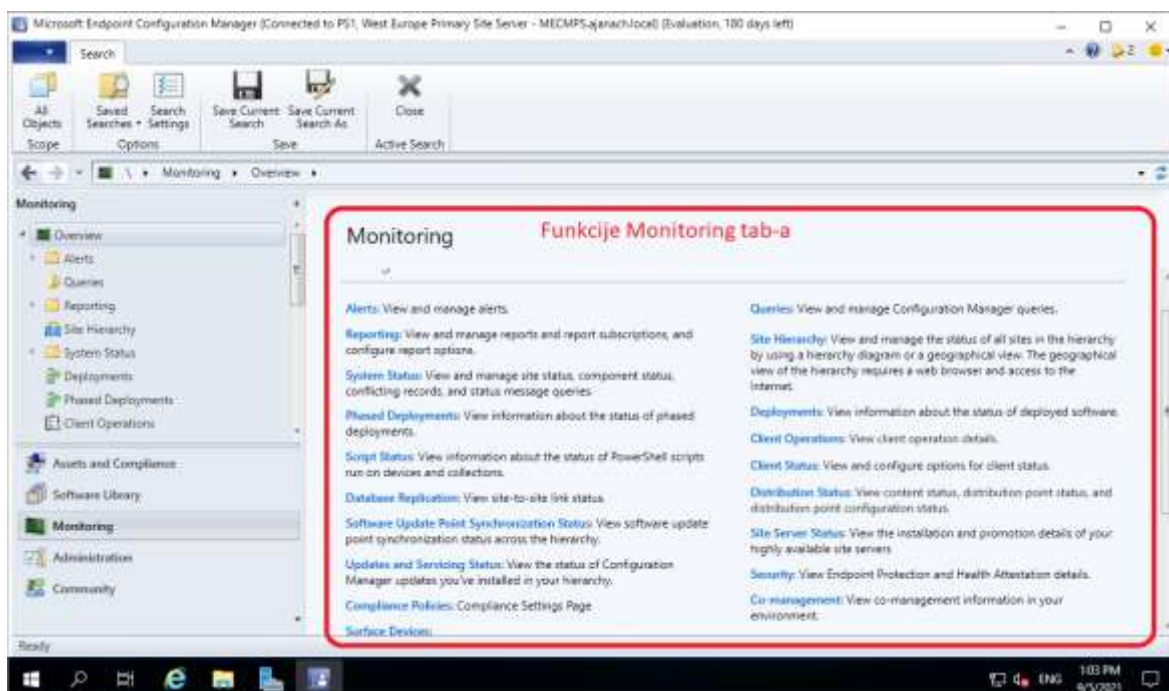 Microsoft Endpoint Configuration Manager (Connected to PS1, West Europe Primary Site Server - MECMPS.ajanach.local) (Evaluation, 180 days left)
Search
2
All Objects
Saved Searches
Search Settings
Save Current Search
Save Current Search As
Close
Scope
Options
Save
Active Search
\ Monitoring Overview
Monitoring
Overview
Alerts
Queries
Reporting
Site Hierarchy
System Status
Deployments
Phased Deployments
Client Operations
Assets and Compliance
Software Library
Monitoring
Administration
Community
Ready
Monitoring
Funkcije Monitoring tab-a
Alerts: View and manage alerts.
Reporting: View and manage reports and report subscriptions, and
configure report options.
System Status: View and manage site status, component status,
conflicting records, and status message queries
Phased Deployments: View information about the status of phased
deployments.
Script Status: View information about the status of PowerShell scripts
run on devices and collections.
Database Replication: View site-to-site link status.
Software Update Point Synchronization Status: View software update
point synchronization status across the hierarchy.
Updates and Servicing Status: View the status of Configuration
Manager updates you've installed in your hierarchy.
Compliance Policies: Compliance Settings Page
Surface Devices:
Queries: View and manage Configuration Manager queries.
Site Hierarchy: View and manage the status of all sites in the hierarchy
by using a hierarchy diagram or a geographical view. The geographical
view of the hierarchy requires a web browser and access to the
Internet.
Deployments: View information about the status of deployed software.
Client Operations: View client operation details.
Client Status: View and configure options for client status.
Distribution Status: View content status, distribution point status, and
distribution point configuration status.
Site Server Status: View the installation and promotion details of your
highly available site servers
Security: View Endpoint Protection and Health Attestation details.
Co-management: View co-management information in your
environment.
ENG
1:03 PM
9/5/2021